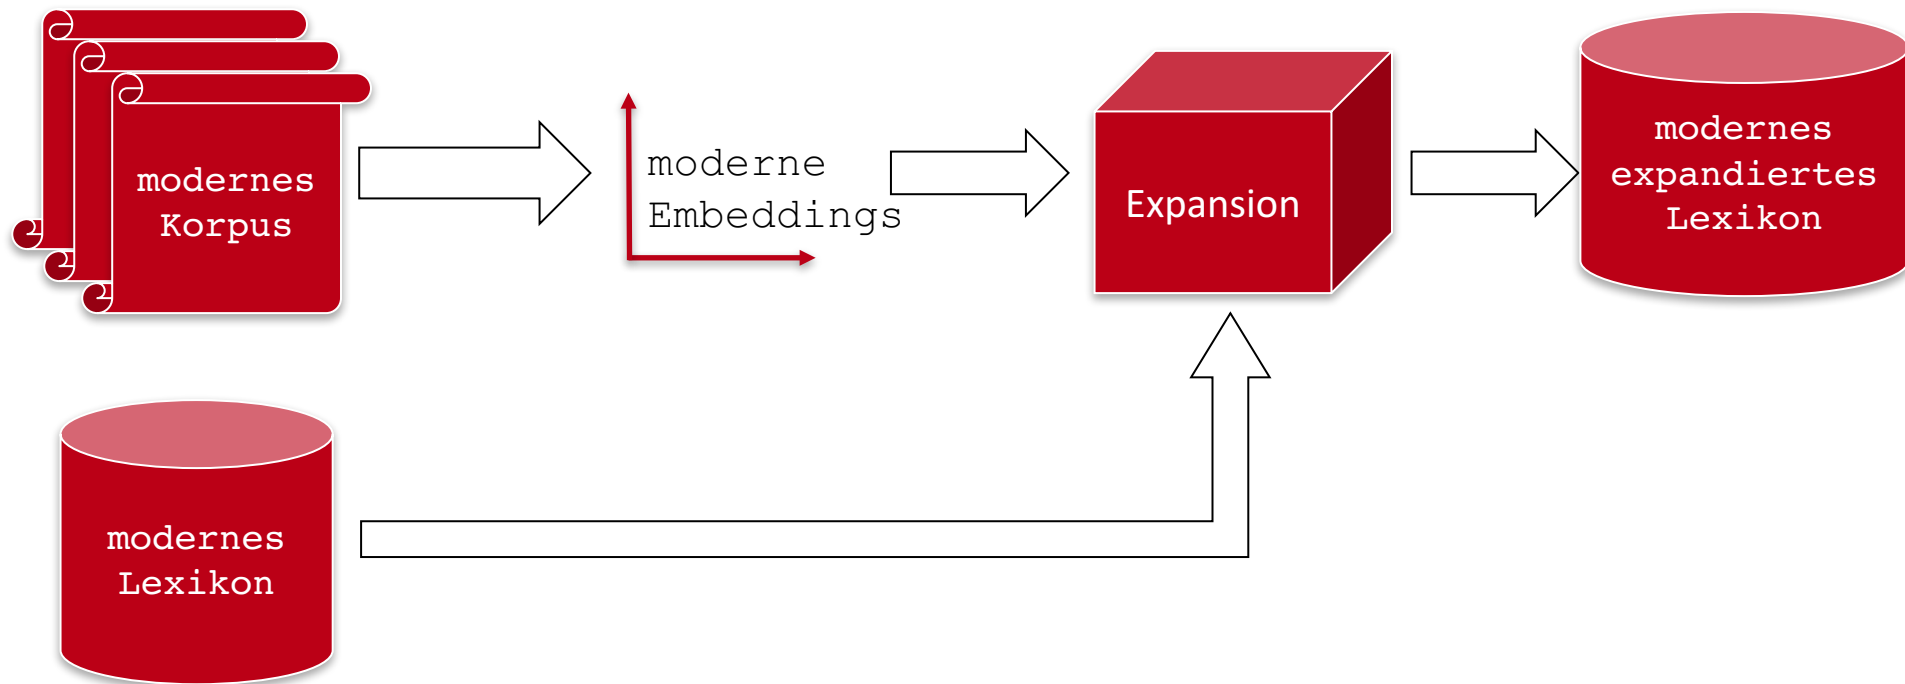 modernes
Korpus
moderne
Embeddings
Expansion
modernes
expandiertes
Lexikon
modernes
Lexikon